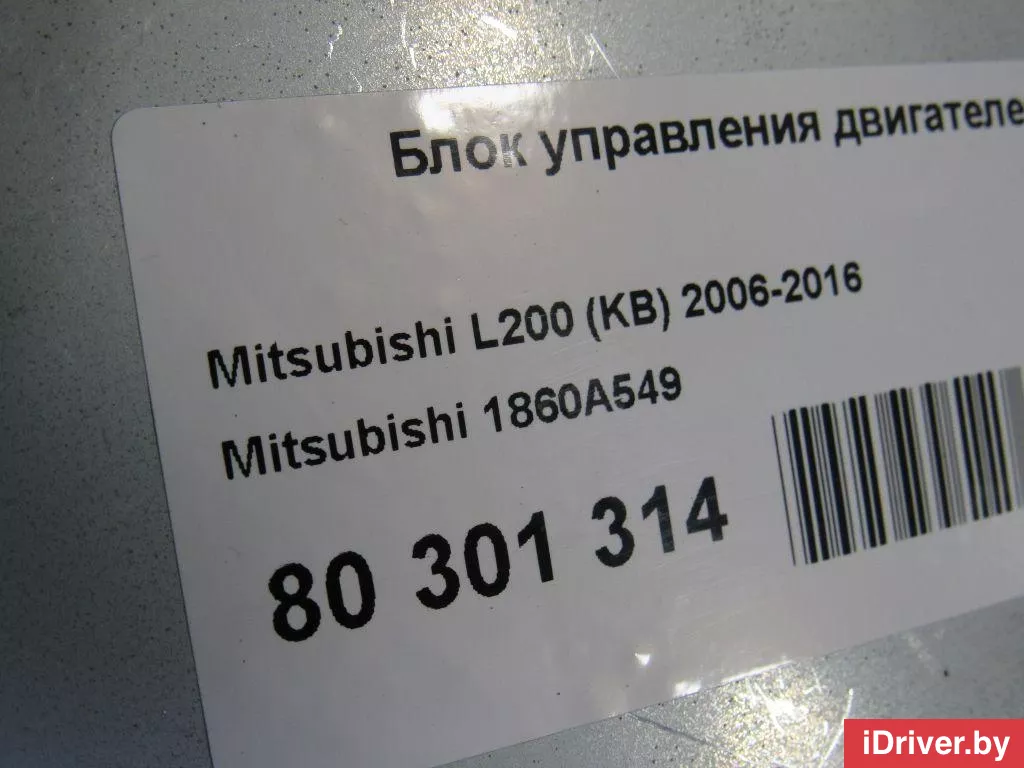 Блок управления двигателе
Mitsubishi L200 (KB) 2006-2016
Mitsubishi 1860A549
80 301 314
iDriver.by